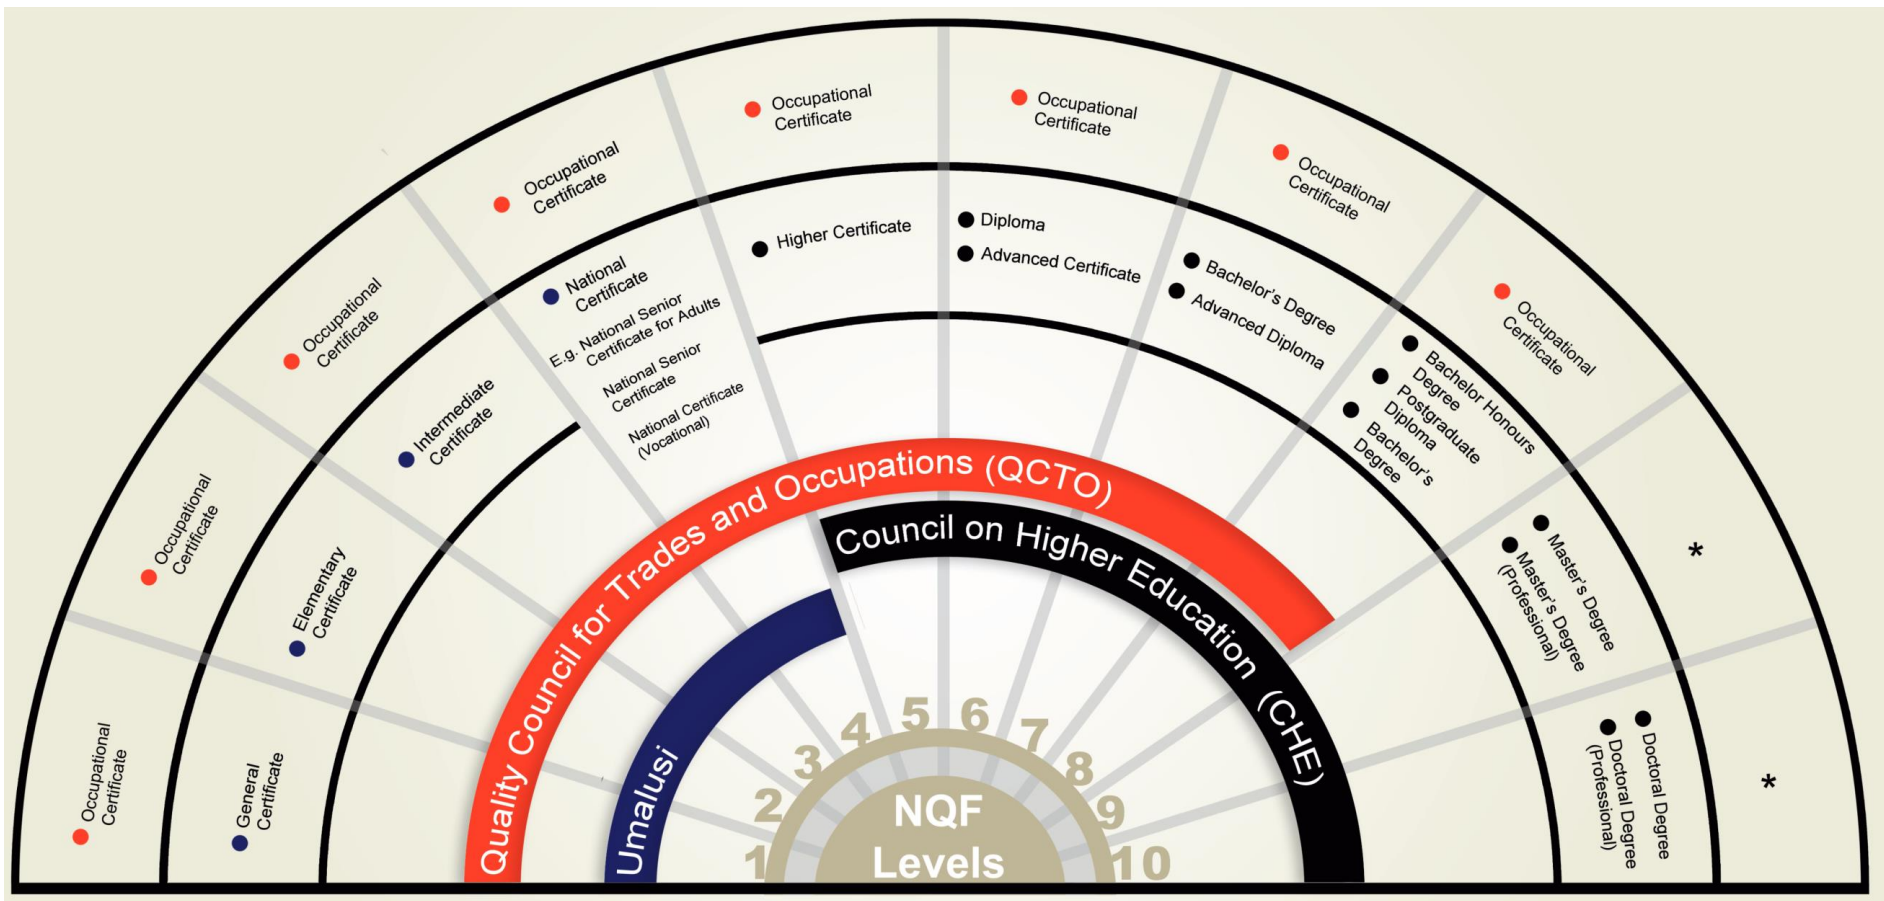 Occupational
Certificate
Occupational
Certificate
Occupational
Certificate
Occupational
Certificate
Occupational
Certificate
Occupational
Certificate
Occupational
Certificate
Occupational
Certificate
*
*
General
Certificate
Elementary
Certificate
Intermediate
Certificate
National
Certificate
E.g. National Senior
Certificate for Adults
National Senior
Certificate
National Certificate
(Vocational)
Higher Certificate
Diploma
Advanced Certificate
Bachelor's Degree
Advanced Diploma
Bachelor Honours
Degree
Postgraduate
Diploma
Bachelor's
Degree
Master's Degree
Master's Degree
(Professional)
Doctoral Degree
Doctoral Degree
(Professional)
Quality Council for Trades and Occupations (QCTO)
Council on Higher Education (CHE)
Umalusi
1
2
3
4
5
6
7
8
9
10
NQF
Levels